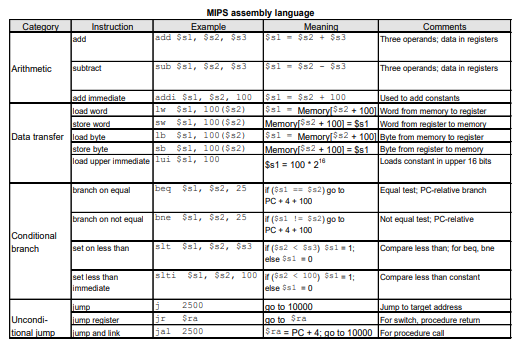 MIPS assembly language
Category Instruction Example Meaning Comments
Arithmetic
add add $s1, $s2, $s3 $s1 = $s2 + $s3 Three operands; data in registers
subtract sub $s1, $s2, $s3 $s1 = $s2 - $s3 Three operands; data in registers
add immediate addi $s1, $s2, 100 $s1 = $s2 + 100 Used to add constants
Data transfer
load word lw $s1, 100($s2) $s1 = Memory[$s2 + 100] Word from memory to register
store word sw $s1, 100($s2) Memory[$s2 + 100] = $s1 Word from register to memory
load byte lb $s1, 100($s2) $s1 = Memory[$s2 + 100] Byte from memory to register
store byte sb $s1, 100($s2) Memory[$s2 + 100] = $s1 Byte from register to memory
load upper immediate lui $s1, 100 $s1 = 100 * 2^16 Loads constant in upper 16 bits
Conditional
branch
branch on equal beq $s1, $s2, 25 if ($s1 == $s2) go to
PC + 4 + 100
Equal test; PC-relative branch
branch on not equal bne $s1, $s2, 25 if ($s1 != $s2) go to
PC + 4 + 100
Not equal test; PC-relative
set on less than slt $s1, $s2, $s3 if ($s2 < $s3) $s1 = 1;
else $s1 = 0
Compare less than; for beq, bne
set less than
immediate
slti $s1, $s2, 100 if ($s2 < 100) $s1 = 1;
else $s1 = 0
Compare less than constant
Uncondi-
tional jump
jump j 2500 go to 10000 Jump to target address
jump register jr $ra go to $ra For switch, procedure return
jump and link jal 2500 $ra = PC + 4; go to 10000 For procedure call